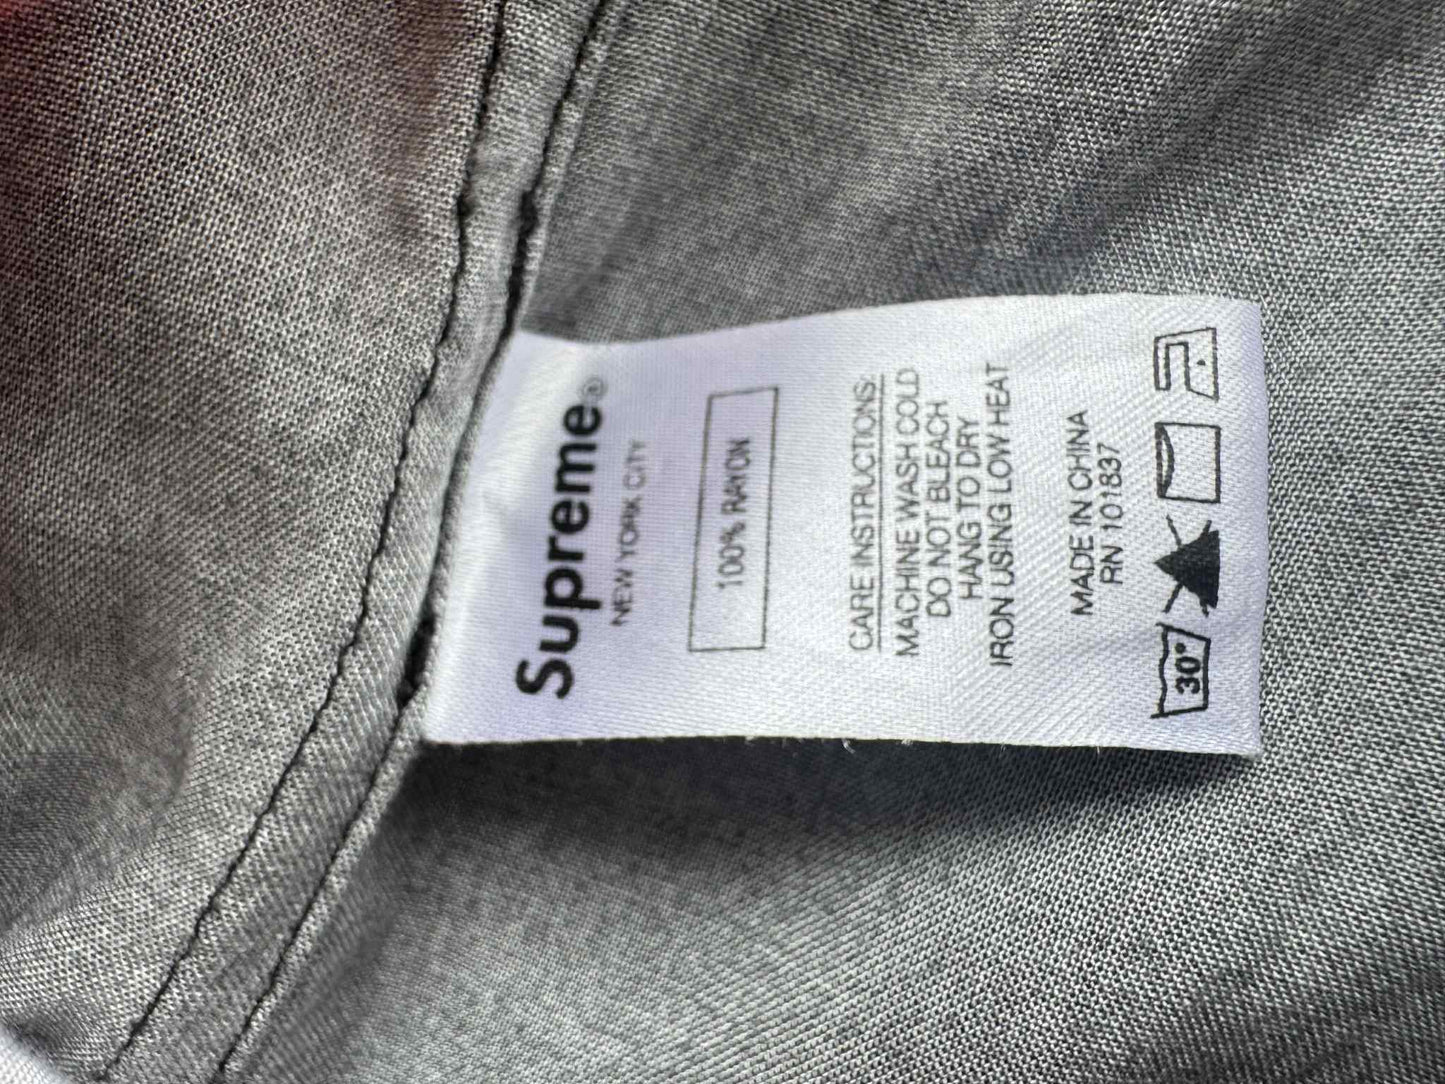 Supreme®
NEW YORK CITY
100% RAYON
CARE INSTRUCTIONS:
MACHINE WASH COLD
DO NOT BLEACH
HANG TO DRY
IRON USING LOW HEAT
MADE IN CHINA
RN 101837
30°